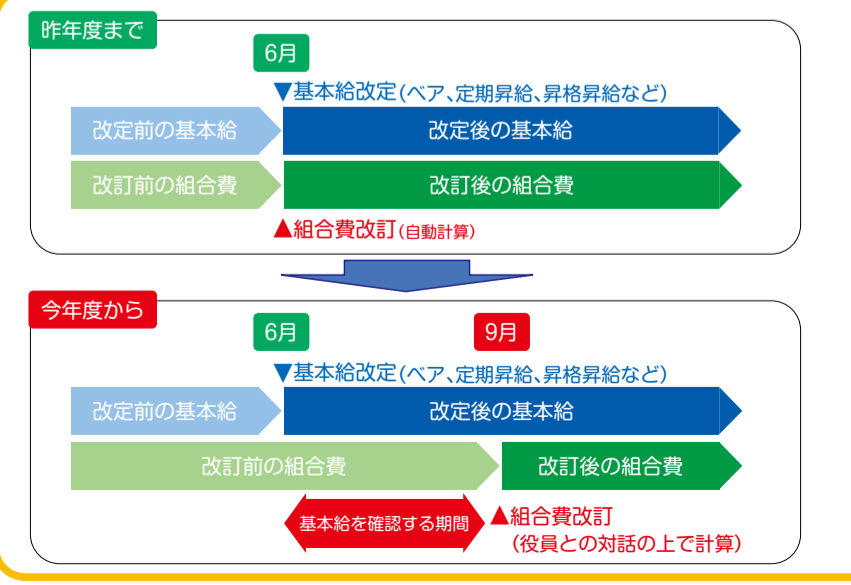 昨年度まで
6月
▼基本給改定(ベア、定期昇給、昇格昇給など)
改定前の基本給
改定後の基本給
改訂前の組合費
改訂後の組合費
▲組合費改訂(自動計算)
今年度から
6月
9月
▼基本給改定(ベア、定期昇給、昇格昇給など)
改定前の基本給
改定後の基本給
改訂前の組合費
改訂後の組合費
基本給を確認する期間
▲組合費改訂
(役員との対話の上で計算)